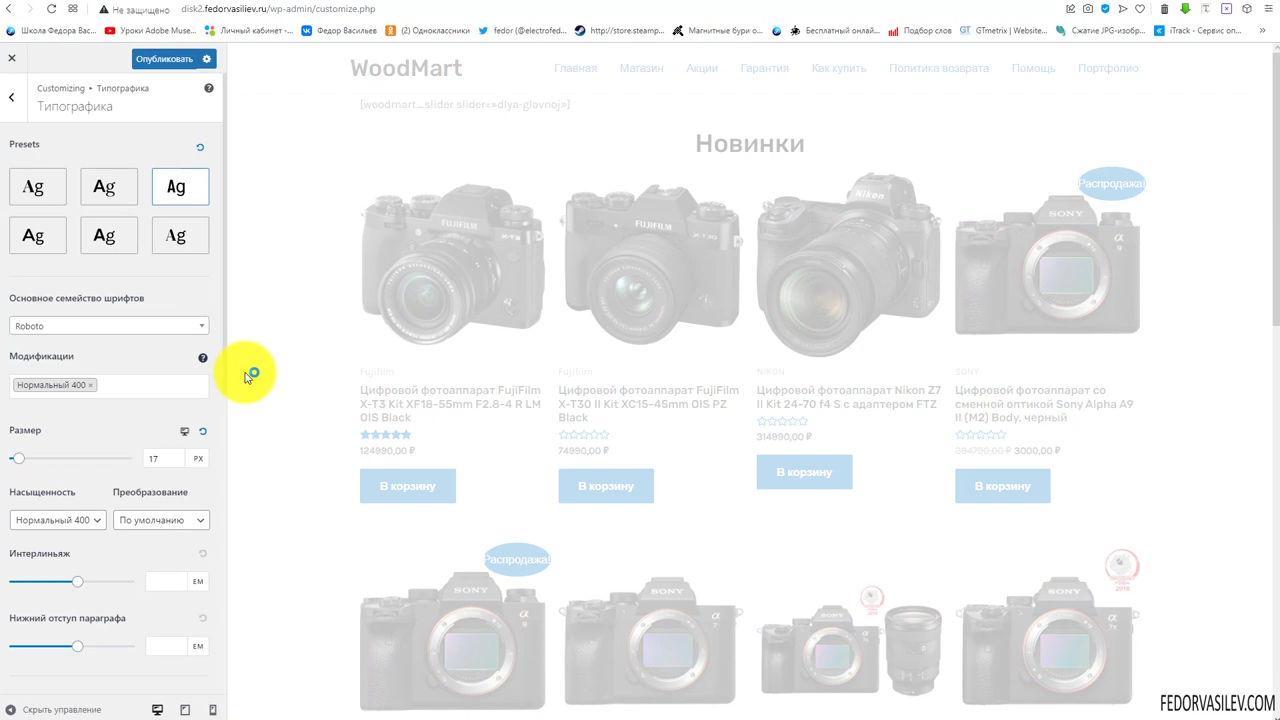 Не защищено
disk2.fedorvasiliev.ru/wp-admin/customize.php
Школа Федора Вас...
Уроки Adobe Muse...
Личный кабинет -...
Федор Васильев
(2) Одноклассники
fedor (@electrofed...
http://store.steamp...
Магнитные буры о...
Бесплатный онлай...
Подбор слов
GTmetrix | Website...
Сжатие JPG-изобр...
iTrack - Сервис оп...
Опубликовать
Customizing ▸ Типографика
Типографика
Presets
Ag Ag Ag
Ag Ag Ag
Основное семейство шрифтов
Roboto
Модификации
Нормальный 400 ×
Размер
17 PX
Насыщенность Преобразование
Нормальный 400 По умолчанию
Интерлиньяж
EM
Нижний отступ параграфа
EM
Скрыть управление
WoodMart
Главная Магазин Акции Гарантия Как купить Политика возврата Помощь Портфолио
[woodmart_slider slider=»dlya-glavnoj»]
Новинки
Распродажа!
Fujifilm
Цифровой фотоаппарат FujiFilm
X-T3 Kit XF18-55mm F2.8-4 R LM
OIS Black
124990,00 ₽
В корзину
Fujifilm
Цифровой фотоаппарат FujiFilm
X-T30 II Kit XC15-45mm OIS PZ
Black
74990,00 ₽
В корзину
NIKON
Цифровой фотоаппарат Nikon Z7
II Kit 24-70 f4 S с адаптером FTZ
314990,00 ₽
В корзину
SONY
Цифровой фотоаппарат со
сменной оптикой Sony Alpha A9
II (M2) Body, черный
384790,00 ₽ 3000,00 ₽
В корзину
Распродажа!
SONY
SONY
SONY
SONY
FEDORVASILEV.COM